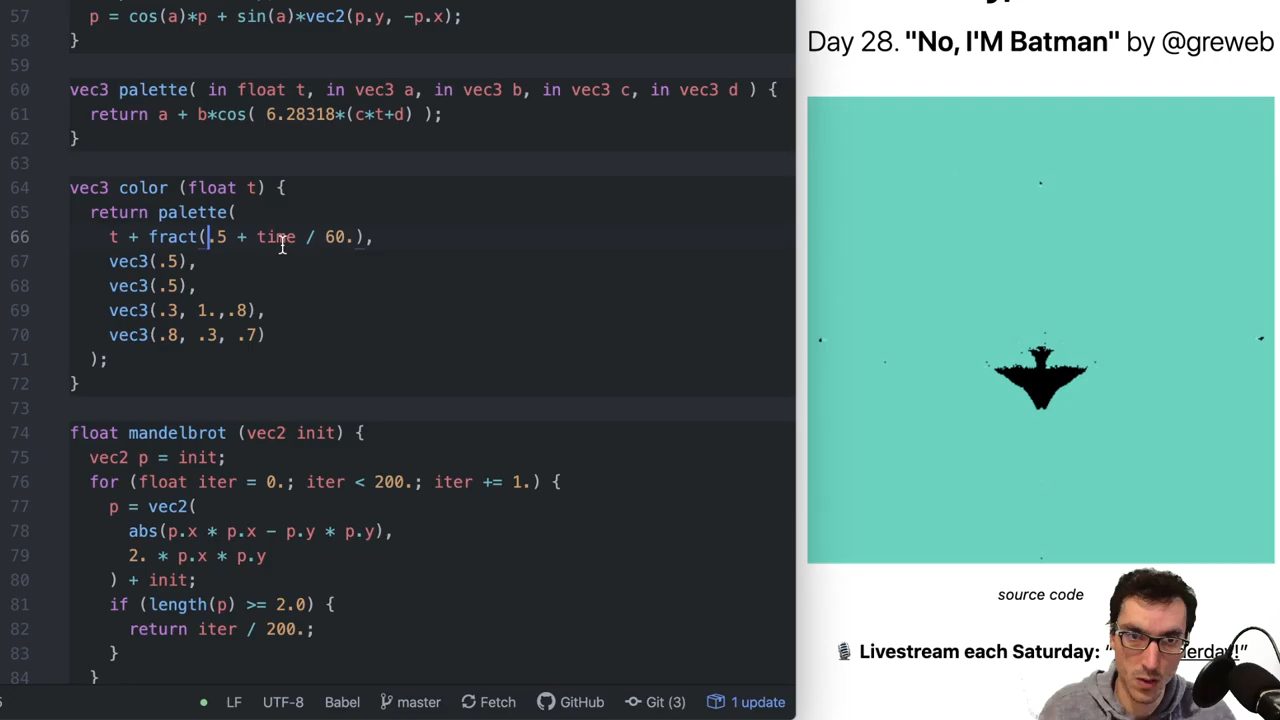 57 p = cos(a)*p + sin(a)*vec2(p.y, -p.x);
58 }
59
60 vec3 palette( in float t, in vec3 a, in vec3 b, in vec3 c, in vec3 d ) {
61 return a + b*cos( 6.28318*(c*t+d) );
62 }
63
64 vec3 color (float t) {
65 return palette(
66 t + fract(.5 + time / 60.),
67 vec3(.5),
68 vec3(.5),
69 vec3(.3, 1.,.8),
70 vec3(.8, .3, .7)
71 );
72 }
73
74 float mandelbrot (vec2 init) {
75 vec2 p = init;
76 for (float iter = 0.; iter < 200.; iter += 1.) {
77 p = vec2(
78 abs(p.x * p.x - p.y * p.y),
79 2. * p.x * p.y
80 ) + init;
81 if (length(p) >= 2.0) {
82 return iter / 200.;
83 }
84 }
LF UTF-8 Babel master Fetch GitHub Git (3) 1 update
Day 28. "No, I'M Batman" by @greweb
source code
Livestream each Saturday: